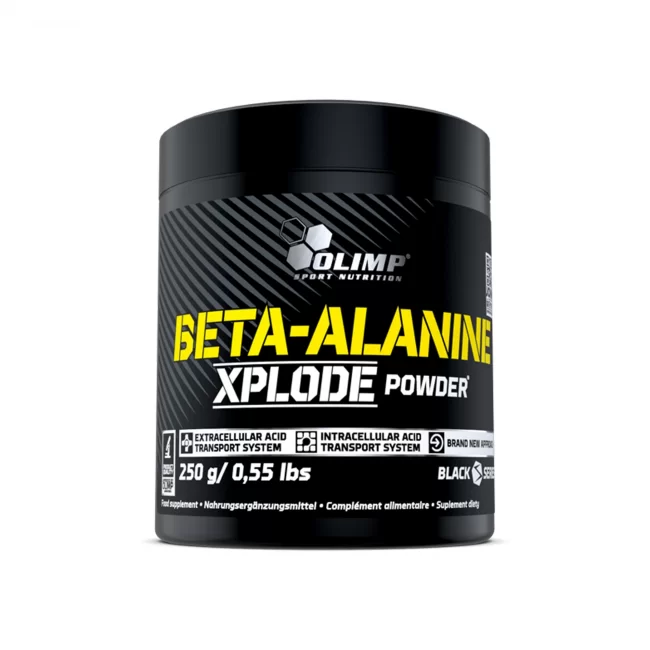 OLIMP®
SPORT NUTRITION
BETA-ALANINE
XPLODE POWDER®
EXTRACELLULAR ACID
TRANSPORT SYSTEM
INTRACELLULAR ACID
TRANSPORT SYSTEM
BRAND NEW
250 g/ 0,55 lbs
BLACK
Food supplement • Nahrungsergänzungsmittel • Complément alimentaire • Suplement diety